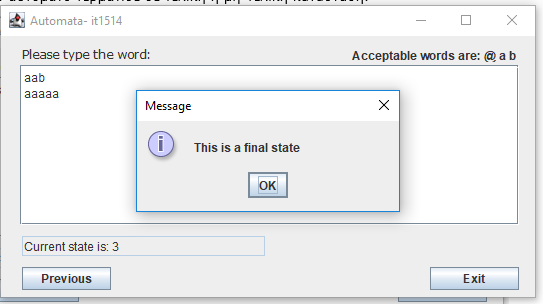 Automata- it1514
Please type the word:
Acceptable words are: @ a b
aab
aaaaa
Message
This is a final state
OK
Current state is: 3
Previous
Exit